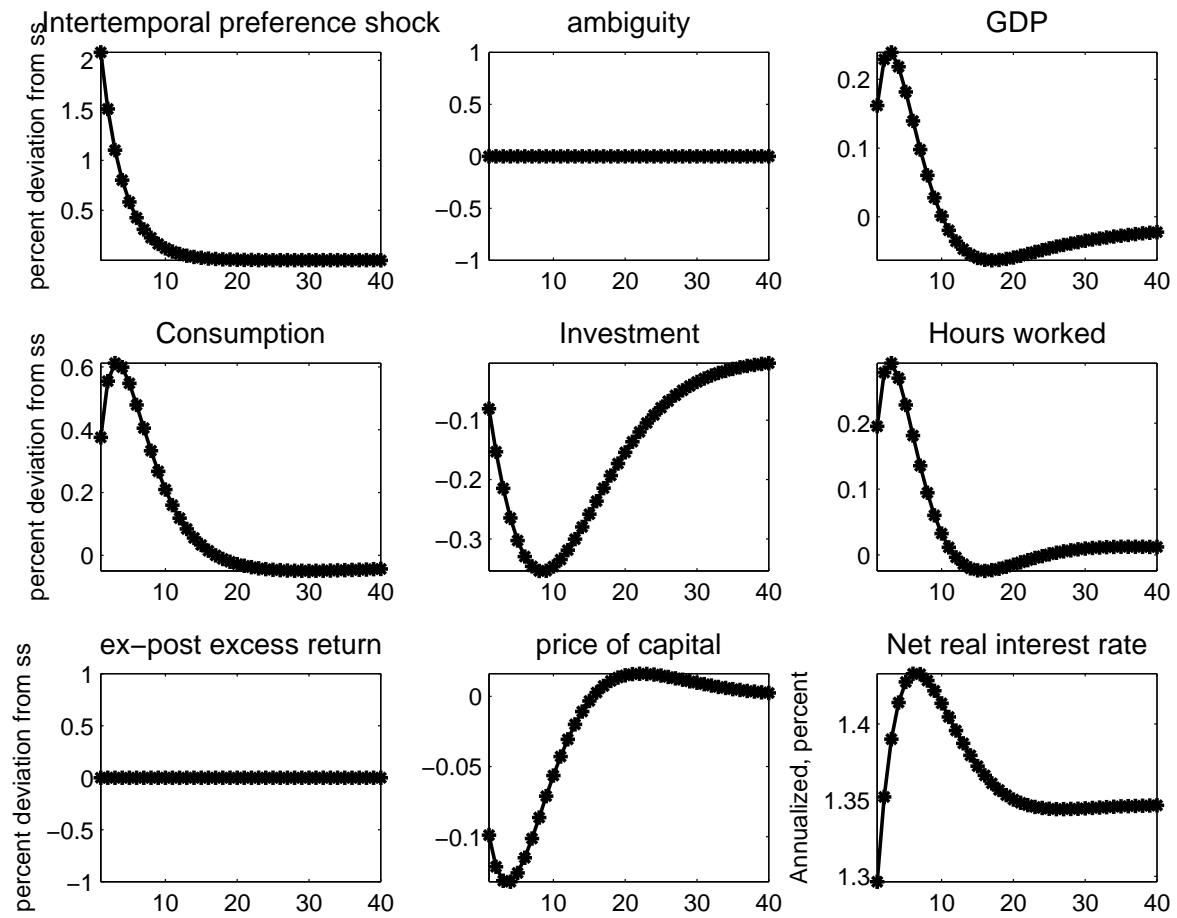 Intertemporal preference shock
percent deviation from ss
2
1.5
1
0.5
10 20 30 40
ambiguity
1
0.5
0
−0.5
−1
10 20 30 40
GDP
0.2
0.1
0
10 20 30 40
Consumption
percent deviation from ss
0.6
0.4
0.2
0
10 20 30 40
Investment
−0.1
−0.2
−0.3
10 20 30 40
Hours worked
0.2
0.1
0
10 20 30 40
ex−post excess return
percent deviation from ss
1
0.5
0
−0.5
−1
10 20 30 40
price of capital
0
−0.05
−0.1
10 20 30 40
Net real interest rate
Annualized, percent
1.4
1.35
1.3
10 20 30 40